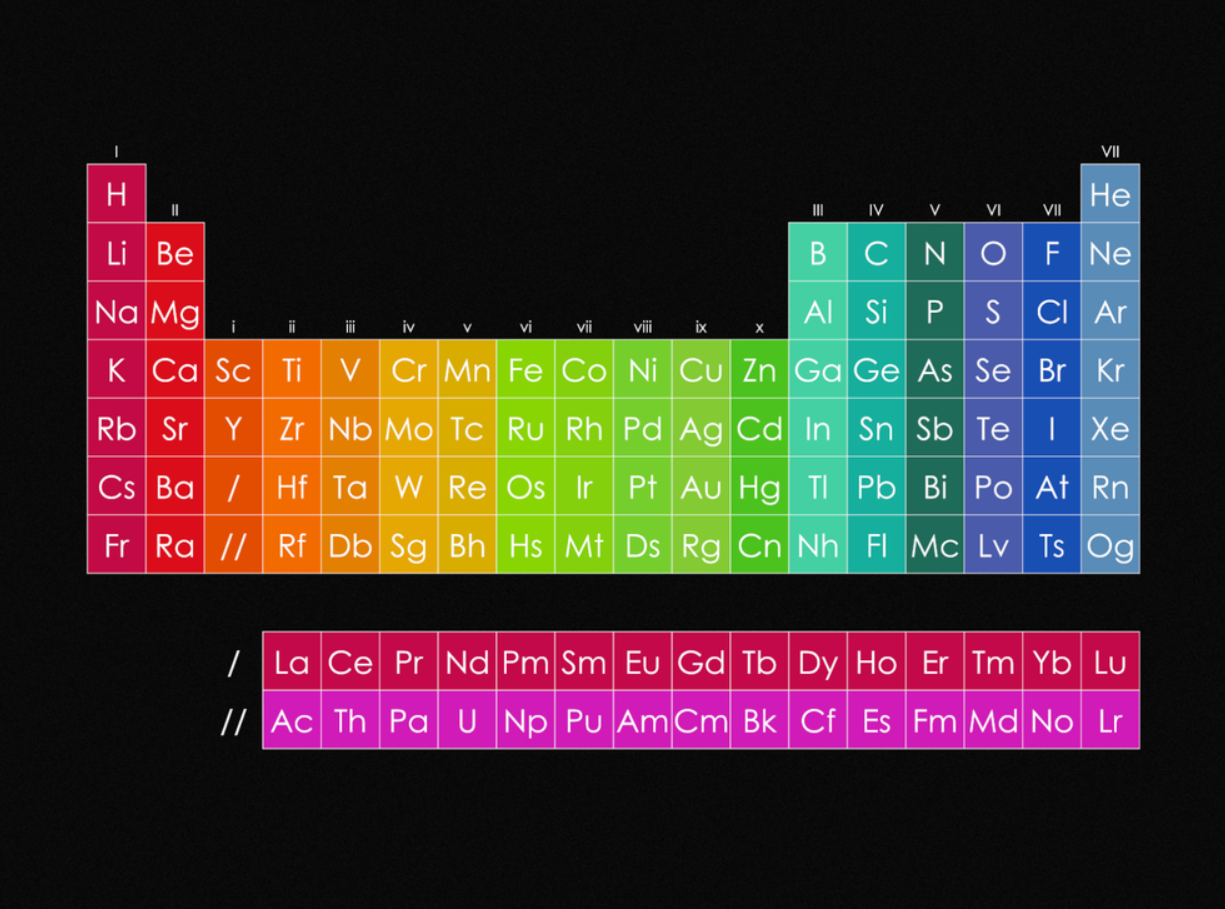 I VII
H He
II III IV V VI VII
Li Be B C N O F Ne
Na Mg Al Si P S Cl Ar
i ii iii iv v vi vii viii ix x
K Ca Sc Ti V Cr Mn Fe Co Ni Cu Zn Ga Ge As Se Br Kr
Rb Sr Y Zr Nb Mo Tc Ru Rh Pd Ag Cd In Sn Sb Te I Xe
Cs Ba / Hf Ta W Re Os Ir Pt Au Hg Tl Pb Bi Po At Rn
Fr Ra // Rf Db Sg Bh Hs Mt Ds Rg Cn Nh Fl Mc Lv Ts Og
/ La Ce Pr Nd Pm Sm Eu Gd Tb Dy Ho Er Tm Yb Lu
// Ac Th Pa U Np Pu Am Cm Bk Cf Es Fm Md No Lr